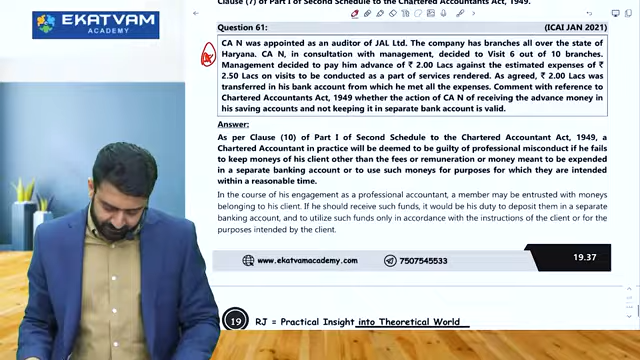 Clause (7) of Part I of Second Schedule to the Chartered Accountants Act, 1949.
EKATVAM
ACADEMY
Question 61: (ICAI JAN 2021)
CA N was appointed as an auditor of JAL Ltd. The company has branches all over the state of
Haryana. CA N, in consultation with management, decided to Visit 6 out of 10 branches.
Management decided to pay him advance of ₹ 2.00 Lacs against the estimated expenses of ₹
2.50 Lacs on visits to be conducted as a part of services rendered. As agreed, ₹ 2.00 Lacs was
transferred in his bank account from which he met all the expenses. Comment with reference to
Chartered Accountants Act, 1949 whether the action of CA N of receiving the advance money in
his saving accounts and not keeping it in separate bank account is valid.
Answer:
As per Clause (10) of Part I of Second Schedule to the Chartered Accountant Act, 1949, a
Chartered Accountant in practice will be deemed to be guilty of professional misconduct if he fails
to keep moneys of his client other than the fees or remuneration or money meant to be expended
in a separate banking account or to use such moneys for purposes for which they are intended
within a reasonable time.
In the course of his engagement as a professional accountant, a member may be entrusted with moneys
belonging to his client. If he should receive such funds, it would be his duty to deposit them in a separate
banking account, and to utilize such funds only in accordance with the instructions of the client or for the
purposes intended by the client.
www.ekatvamacademy.com 7507545533 19.37
19 RJ = Practical Insight into Theoretical World